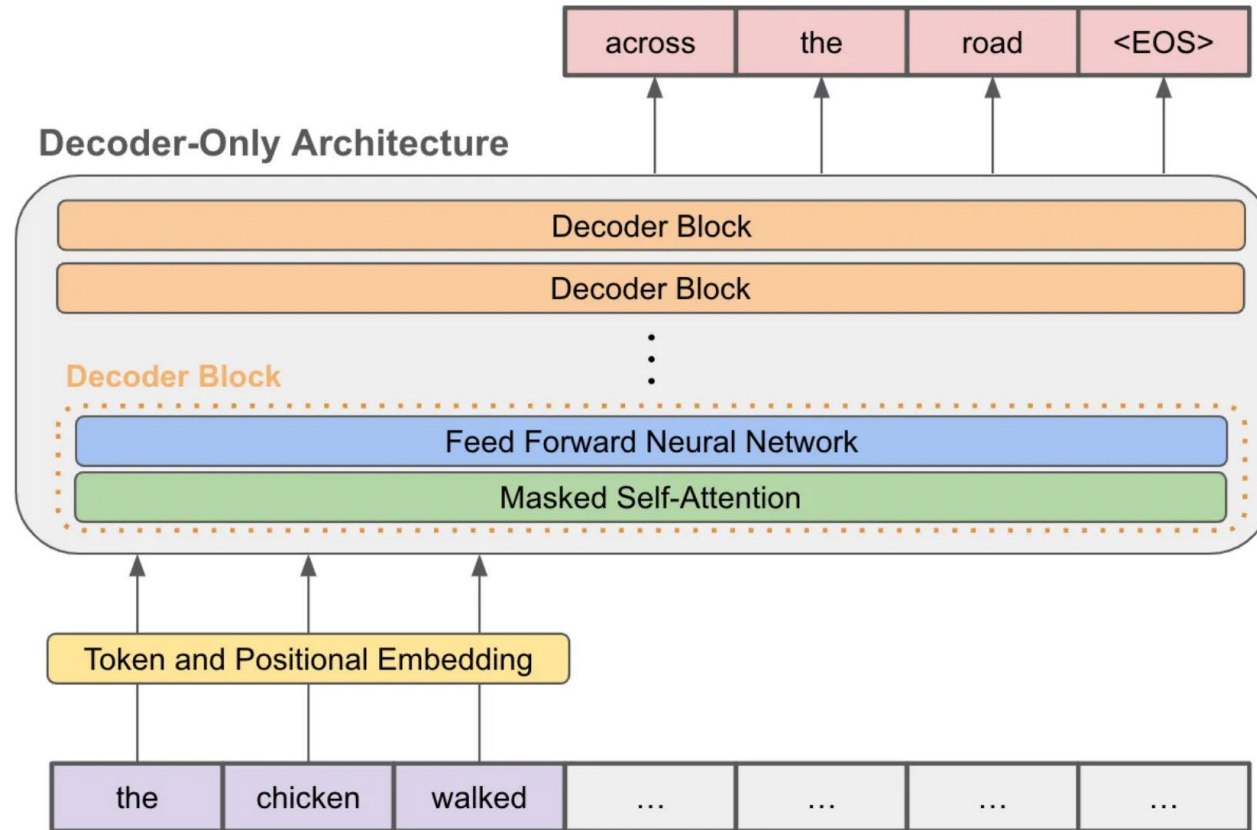 across the road <EOS>
Decoder-Only Architecture
Decoder Block
Decoder Block
Decoder Block
Feed Forward Neural Network
Masked Self-Attention
Token and Positional Embedding
the chicken walked ... ... ... ...